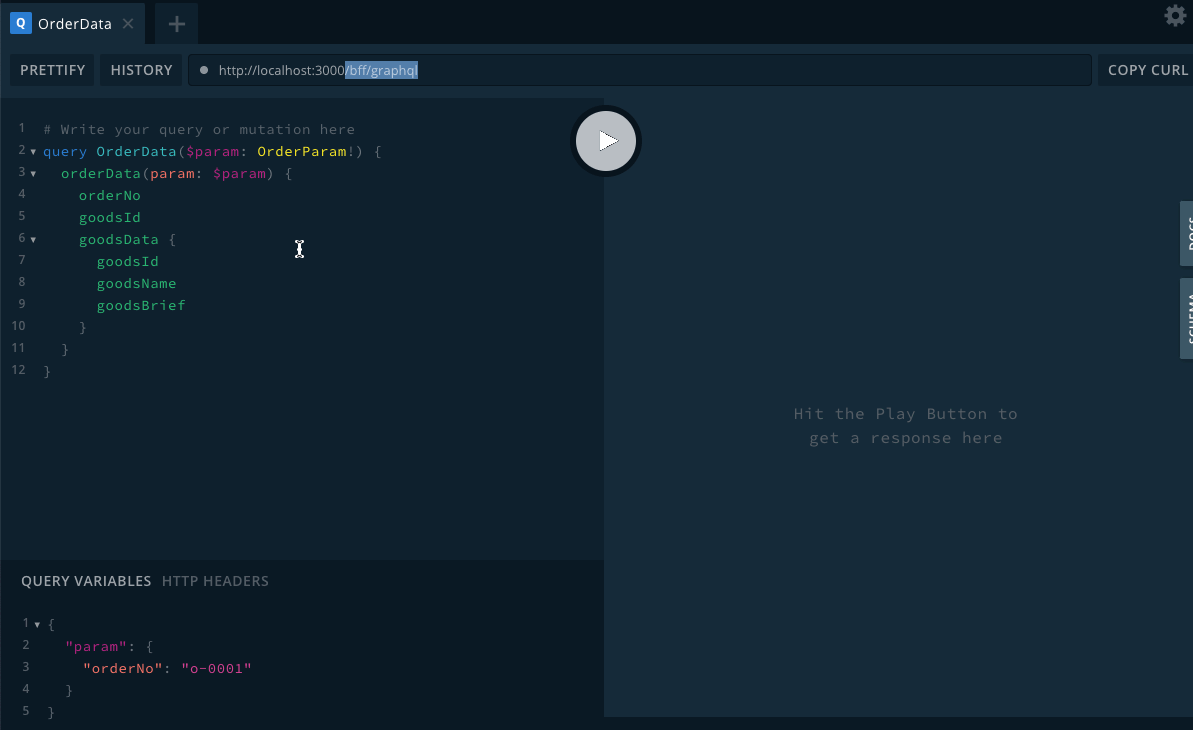 Q OrderData ×
PRETTIFY HISTORY http://localhost:3000/bff/graphql COPY CURL
1 # Write your query or mutation here
2 query OrderData($param: OrderParam!) {
3 orderData(param: $param) {
4 orderNo
5 goodsId
6 goodsData {
7 goodsId
8 goodsName
9 goodsBrief
10 }
11 }
12 }
DOCS
SCHEMA
Hit the Play Button to
get a response here
QUERY VARIABLES HTTP HEADERS
1 {
2 "param": {
3 "orderNo": "o-0001"
4 }
5 }